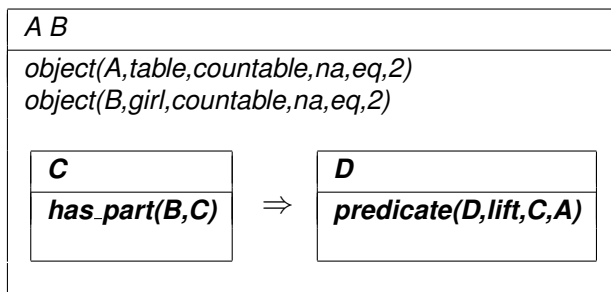 A B
object(A,table,countable,na,eq,2)
object(B,girl,countable,na,eq,2)
C
has_part(B,C)
⇒
D
predicate(D,lift,C,A)